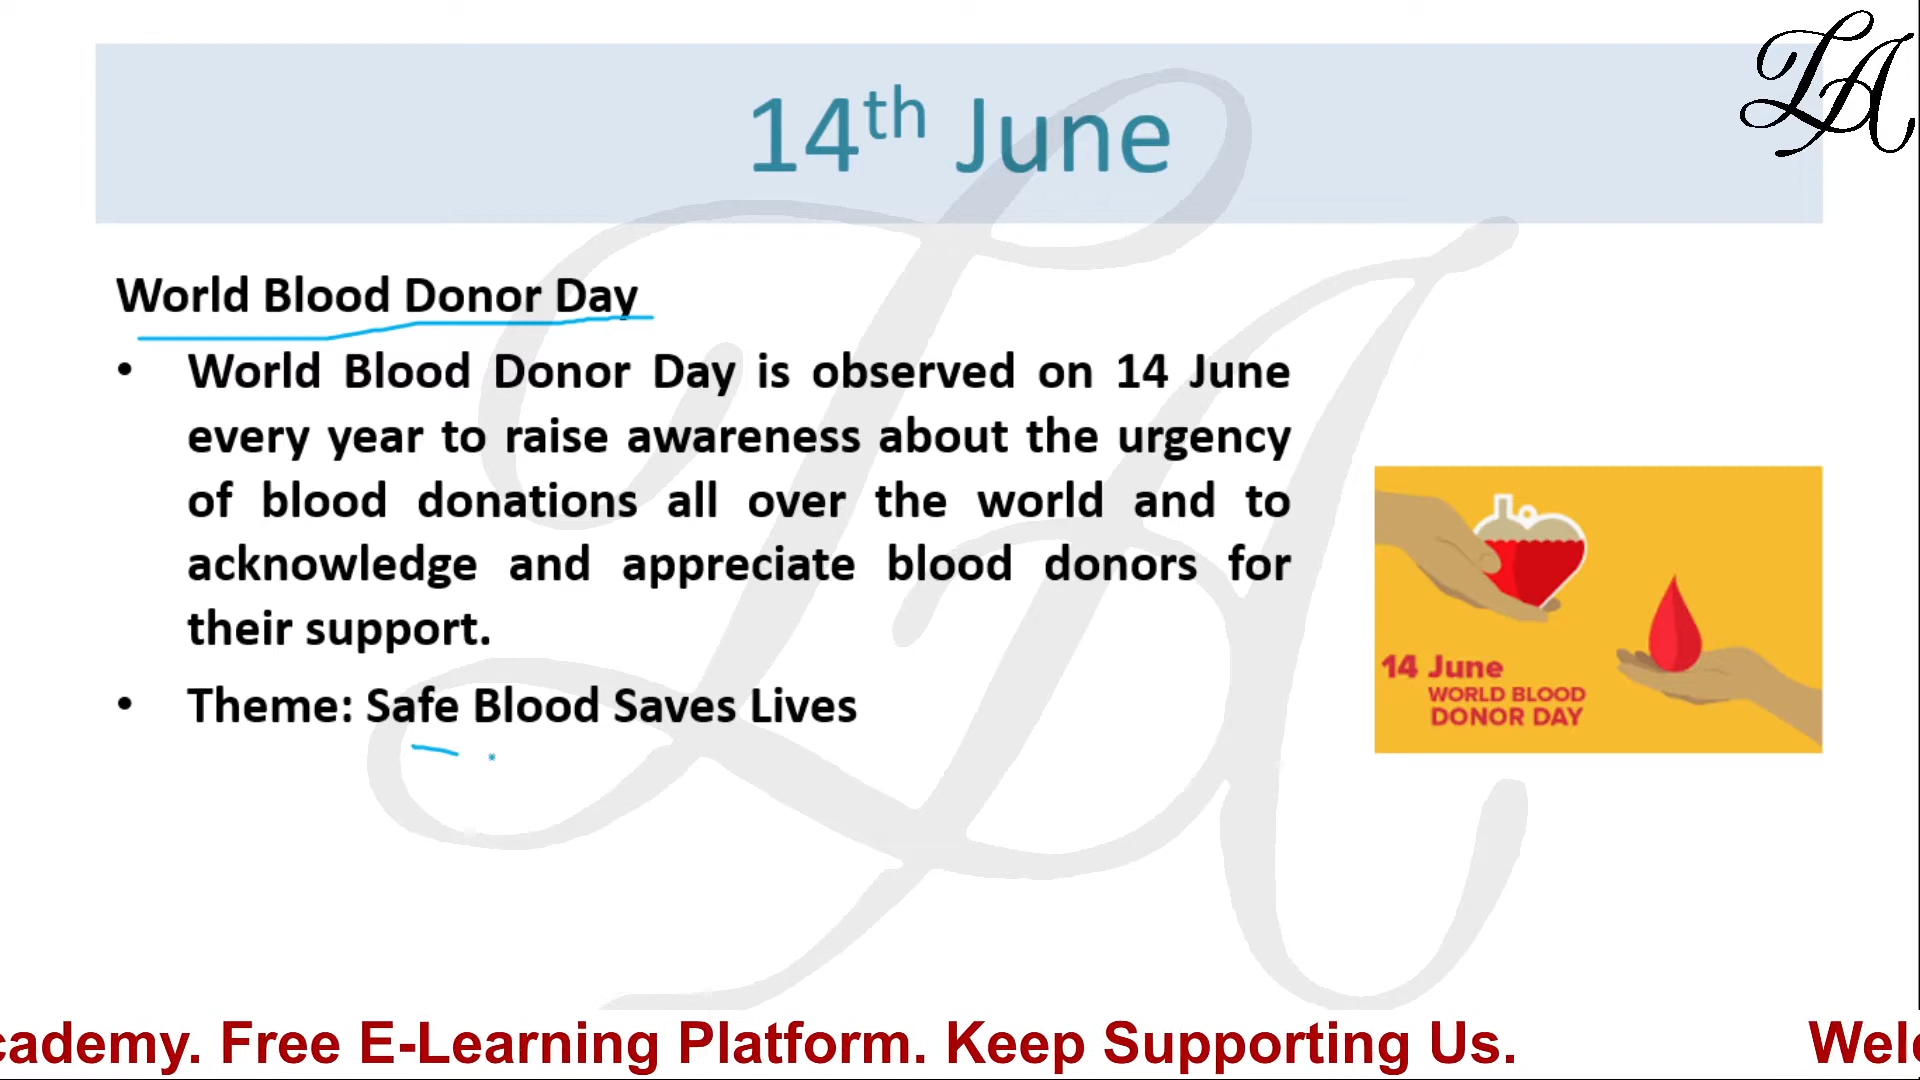 LA
14th June
World Blood Donor Day
• World Blood Donor Day is observed on 14 June
every year to raise awareness about the urgency
of blood donations all over the world and to
acknowledge and appreciate blood donors for
their support.
• Theme: Safe Blood Saves Lives
14 June
WORLD BLOOD
DONOR DAY
cademy. Free E-Learning Platform. Keep Supporting Us. Welc